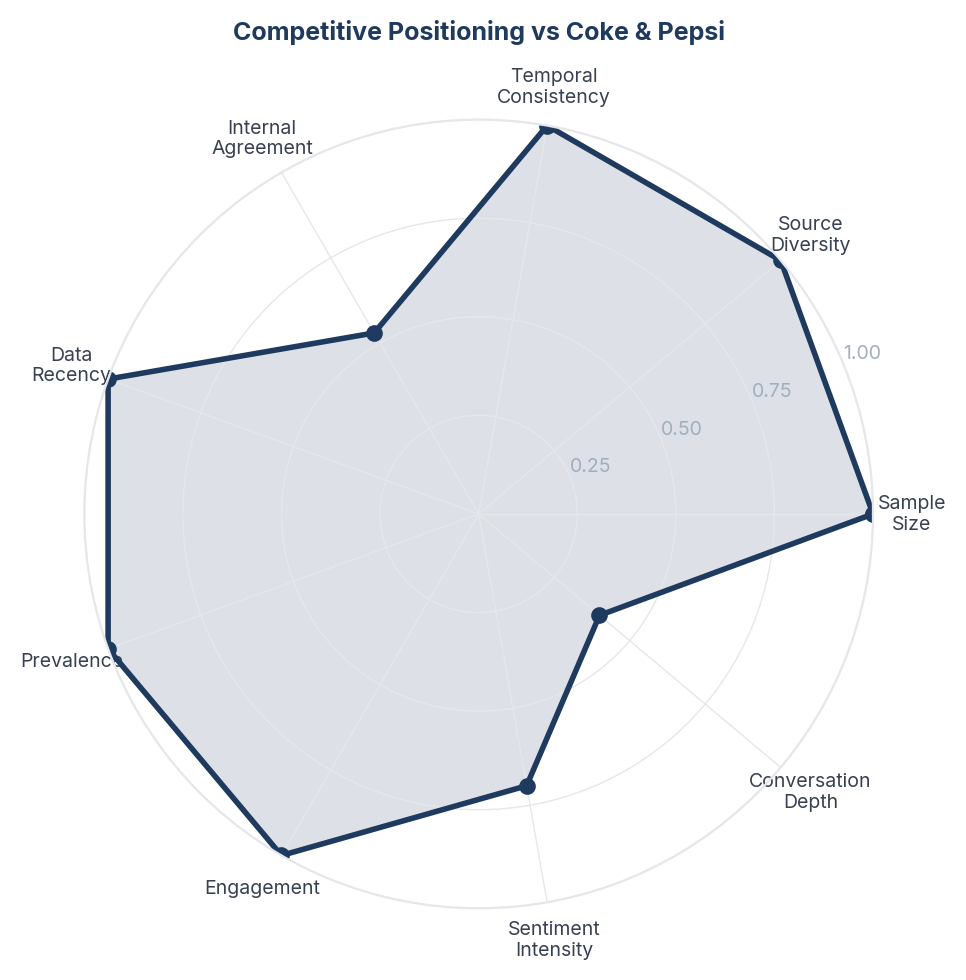 Competitive Positioning vs Coke & Pepsi
Temporal
Consistency
Internal
Agreement
Source
Diversity
Data
Recency
1.00
0.75
0.50
0.25
Sample
Size
Prevalence
Conversation
Depth
Engagement
Sentiment
Intensity